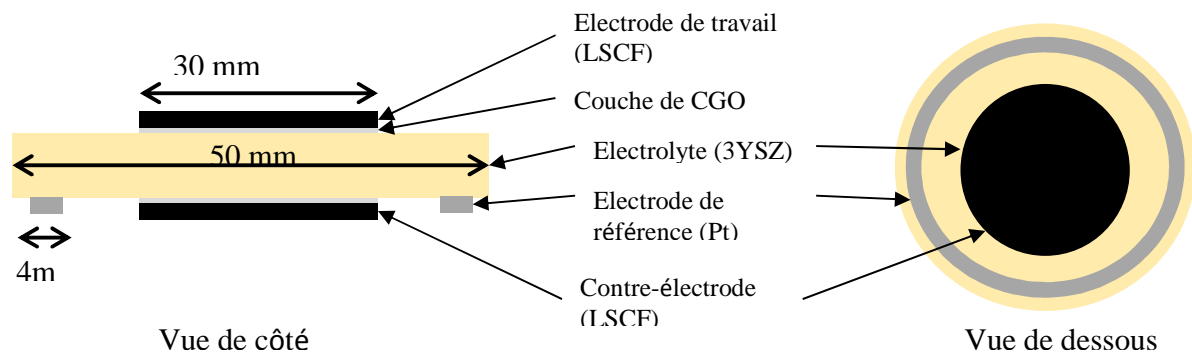 Electrode de travail
(LSCF)
30 mm
Couche de CGO
50 mm
Electrolyte (3YSZ)
Electrode de
référence (Pt)
4m
Contre-électrode
(LSCF)
Vue de côté
Vue de dessous